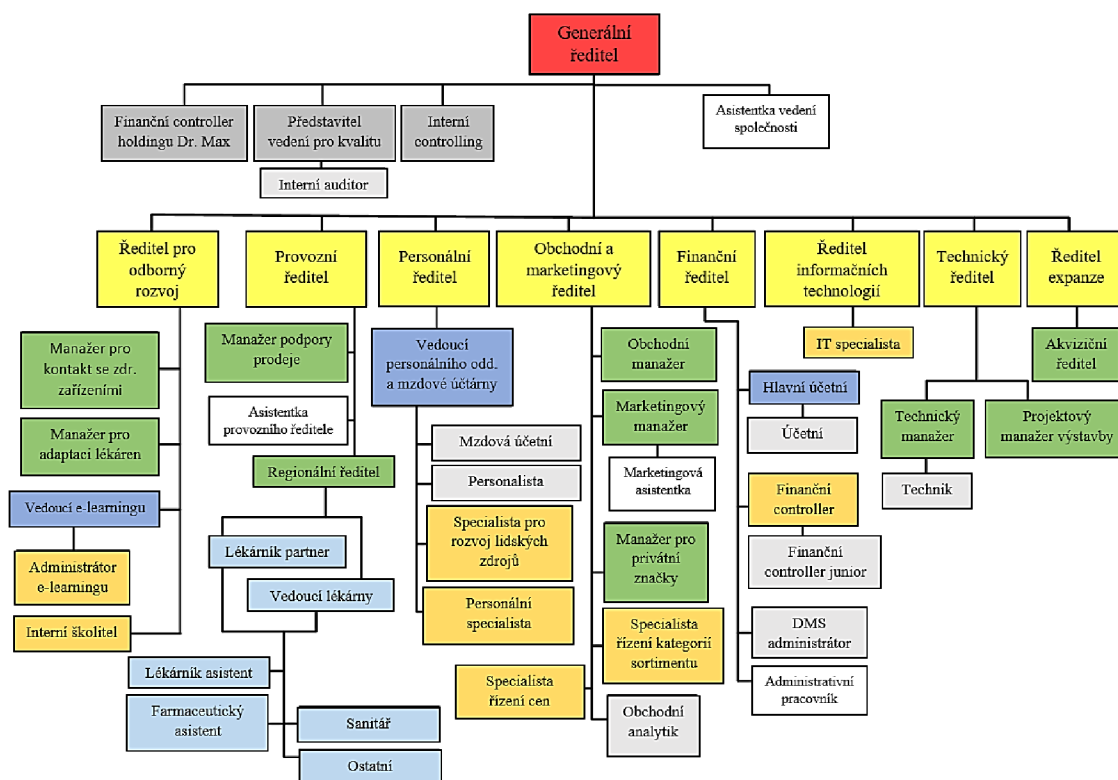 Generální
ředitel
Finanční controller
holdingu Dr. Max
Představitel
vedení pro kvalitu
Interní
controlling
Asistentka vedení
společnosti
Interní auditor
Ředitel pro
odborný
rozvoj
Provozní
ředitel
Personální
ředitel
Obchodní a
marketingový
ředitel
Finanční
ředitel
Ředitel
informačních
technologií
Technický
ředitel
Ředitel
expanze
Manažer pro
kontakt se zdr.
zařízeními
Manažer pro
adaptaci lékáren
Vedoucí e-learningu
Administrátor
e-learningu
Interní školitel
Manažer podpory
prodeje
Asistentka
provozního ředitele
Regionální ředitel
Lékárník partner
Vedoucí lékárny
Lékárník asistent
Farmaceutický
asistent
Sanitář
Ostatní
Vedoucí
personálního odd.
a mzdové účtárny
Mzdová účetní
Personalista
Specialista pro
rozvoj lidských
zdrojů
Personální
specialista
Obchodní
manažer
Marketingový
manažer
Marketingová
asistentka
Manažer pro
privátní
značky
Specialista
řízení kategorií
sortimentu
Specialista
řízení cen
Obchodní
analytik
Hlavní účetní
Účetní
Finanční
controller
Finanční
controller junior
DMS
administrátor
Administrativní
pracovník
IT specialista
Technický
manažer
Technik
Projektový
manažer výstavby
Akviziční
ředitel